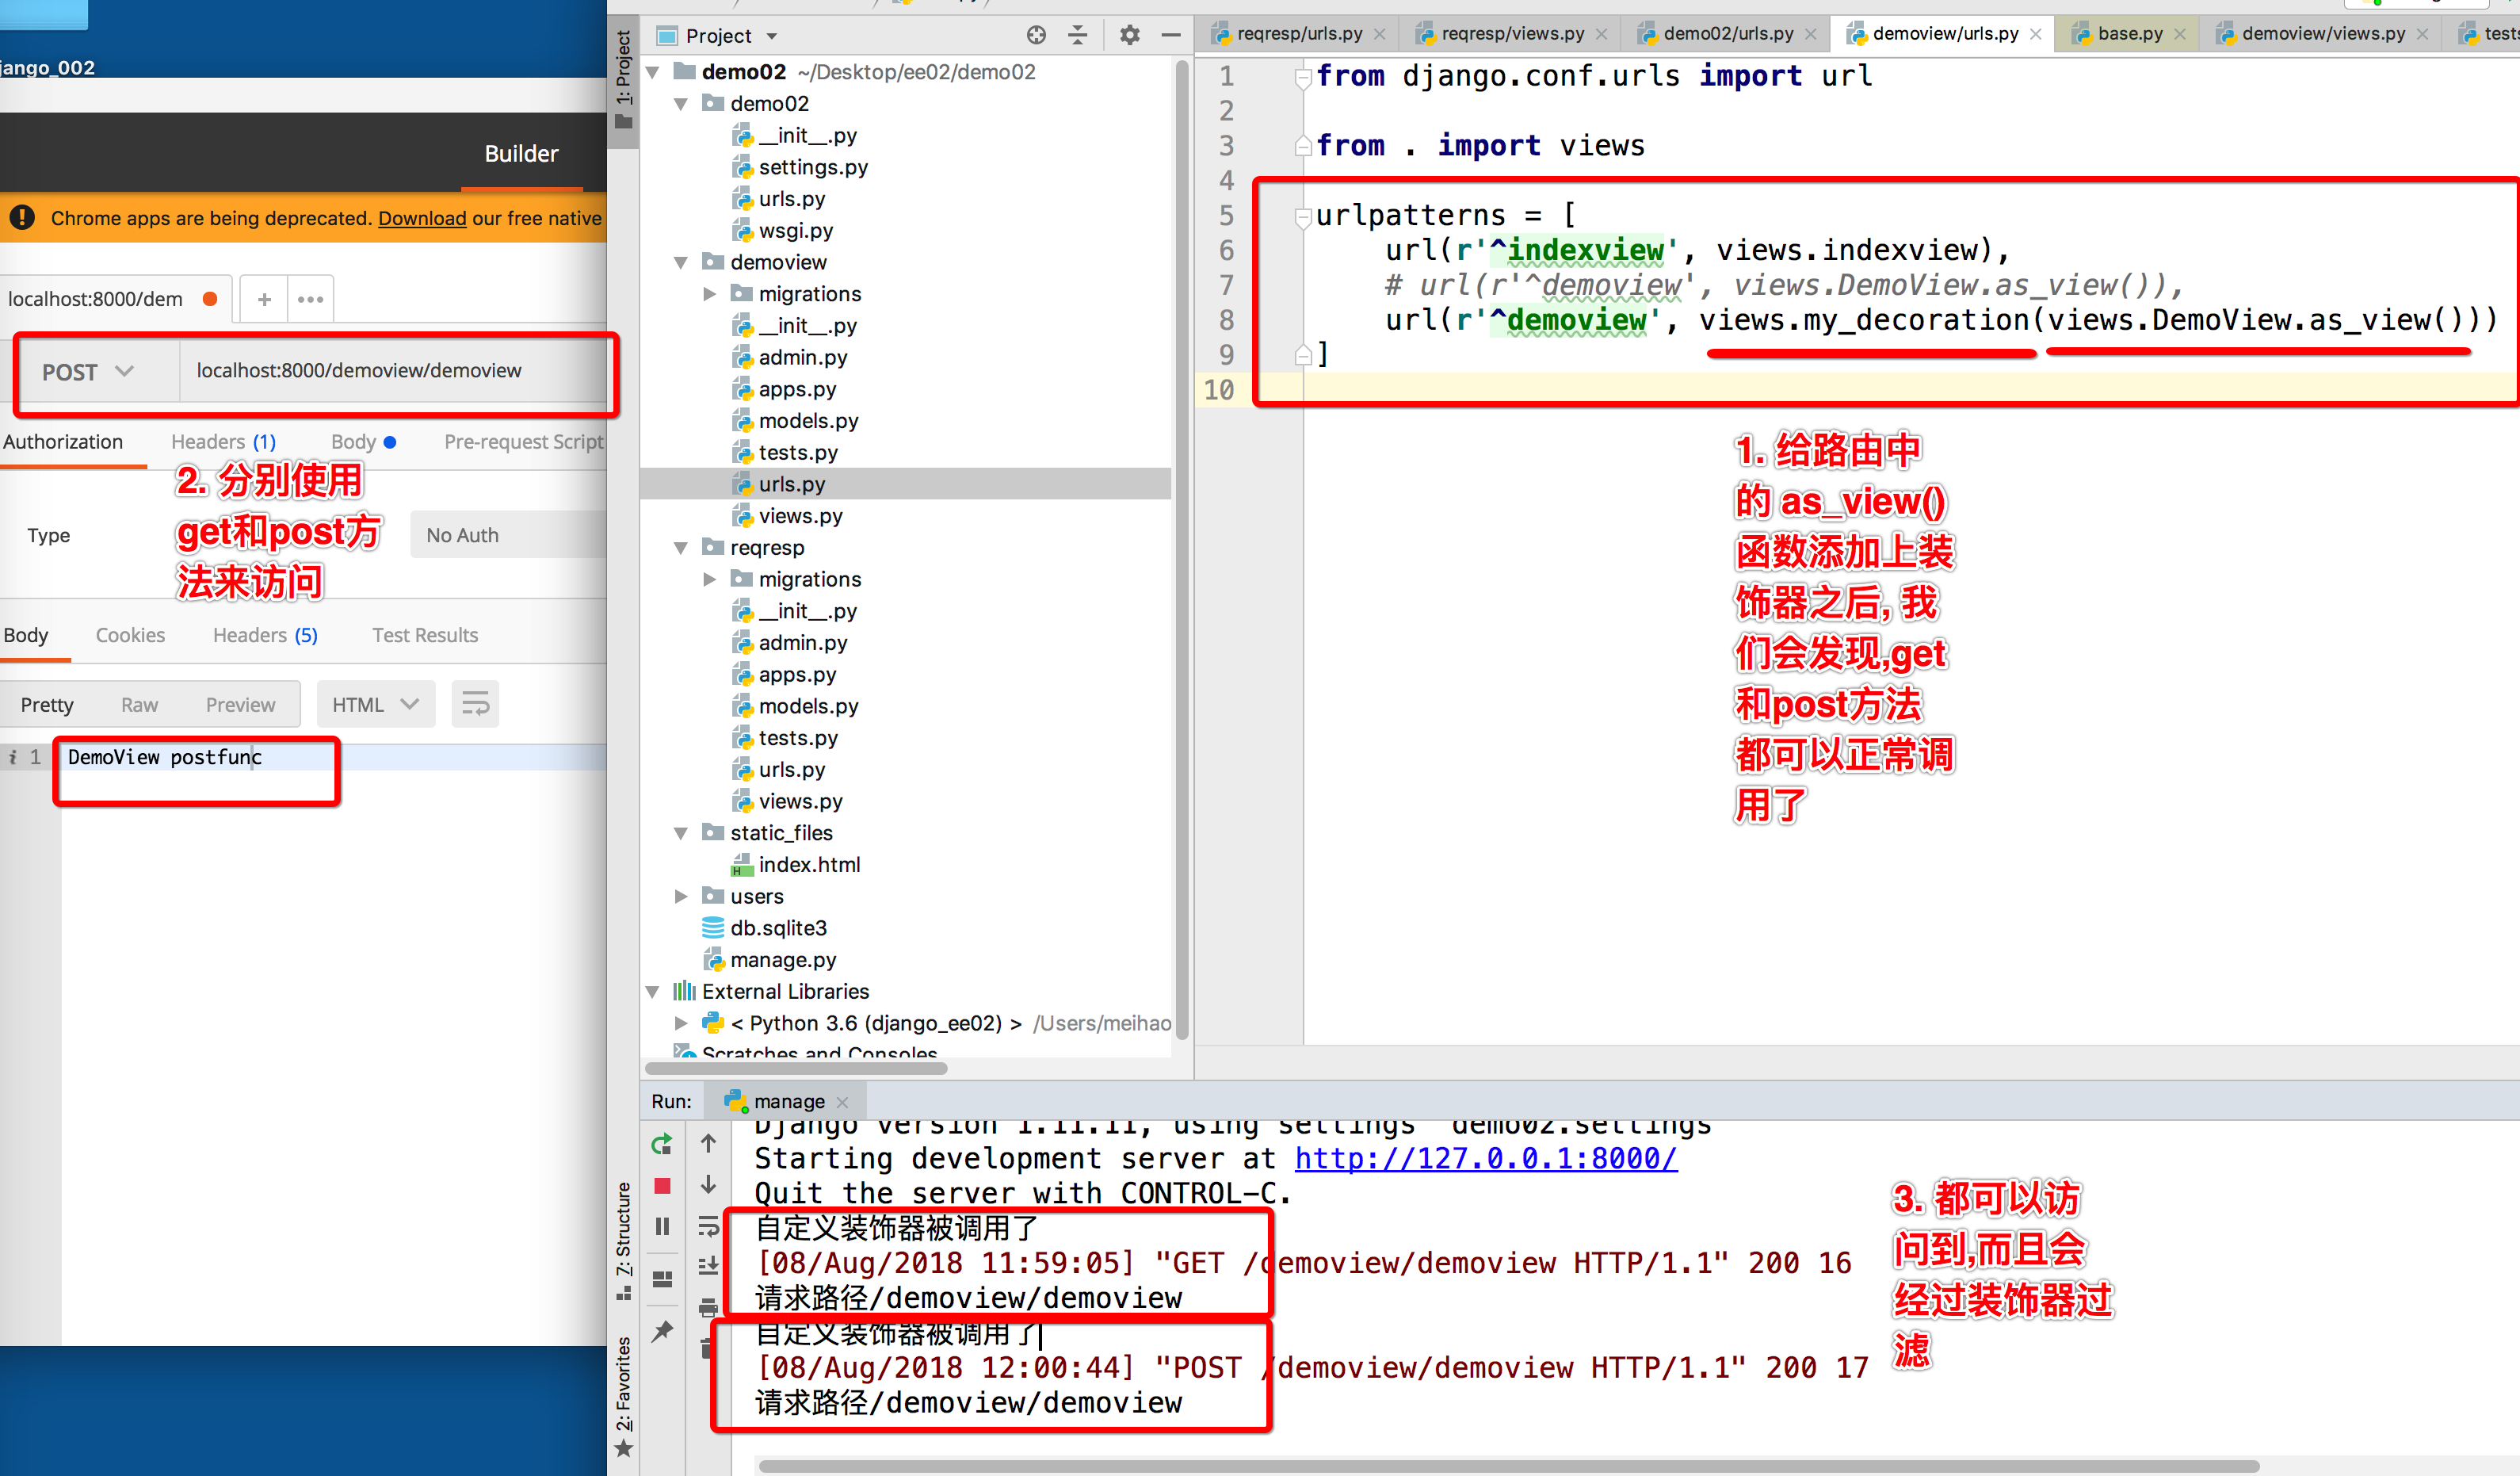 jango_002
Builder
Chrome apps are being deprecated. Download our free native
localhost:8000/dem
POST
localhost:8000/demoview/demoview
Authorization
Headers (1)
Body
Pre-request Script
2. 分别使用
get和post方
法来访问
Type
No Auth
Body
Cookies
Headers (5)
Test Results
Pretty
Raw
Preview
HTML
1
DemoView postfunc
1: Project
Project
demo02 ~/Desktop/ee02/demo02
demo02
__init__.py
settings.py
urls.py
wsgi.py
demoview
migrations
__init__.py
admin.py
apps.py
models.py
tests.py
urls.py
views.py
reqresp
migrations
__init__.py
admin.py
apps.py
models.py
tests.py
urls.py
views.py
static_files
index.html
users
db.sqlite3
manage.py
External Libraries
< Python 3.6 (django_ee02) > /Users/meihao
Scratches and Consoles
reqresp/urls.py
reqresp/views.py
demo02/urls.py
demoview/urls.py
base.py
demoview/views.py
tests
1 from django.conf.urls import url
2
3 from . import views
4
5 urlpatterns = [
6 url(r'^indexview', views.indexview),
7 # url(r'^demoview', views.DemoView.as_view()),
8 url(r'^demoview', views.my_decoration(views.DemoView.as_view()))
9 ]
10
1. 给路由中
的 as_view()
函数添加上装
饰器之后, 我
们会发现,get
和post方法
都可以正常调
用了
Run:
manage
7: Structure
2: Favorites
Django version 1.11.11, using settings 'demo02.settings
Starting development server at http://127.0.0.1:8000/
Quit the server with CONTROL-C.
自定义装饰器被调用了
[08/Aug/2018 11:59:05] "GET /demoview/demoview HTTP/1.1" 200 16
请求路径/demoview/demoview
自定义装饰器被调用了
[08/Aug/2018 12:00:44] "POST /demoview/demoview HTTP/1.1" 200 17
请求路径/demoview/demoview
3. 都可以访
问到,而且会
经过装饰器过
滤